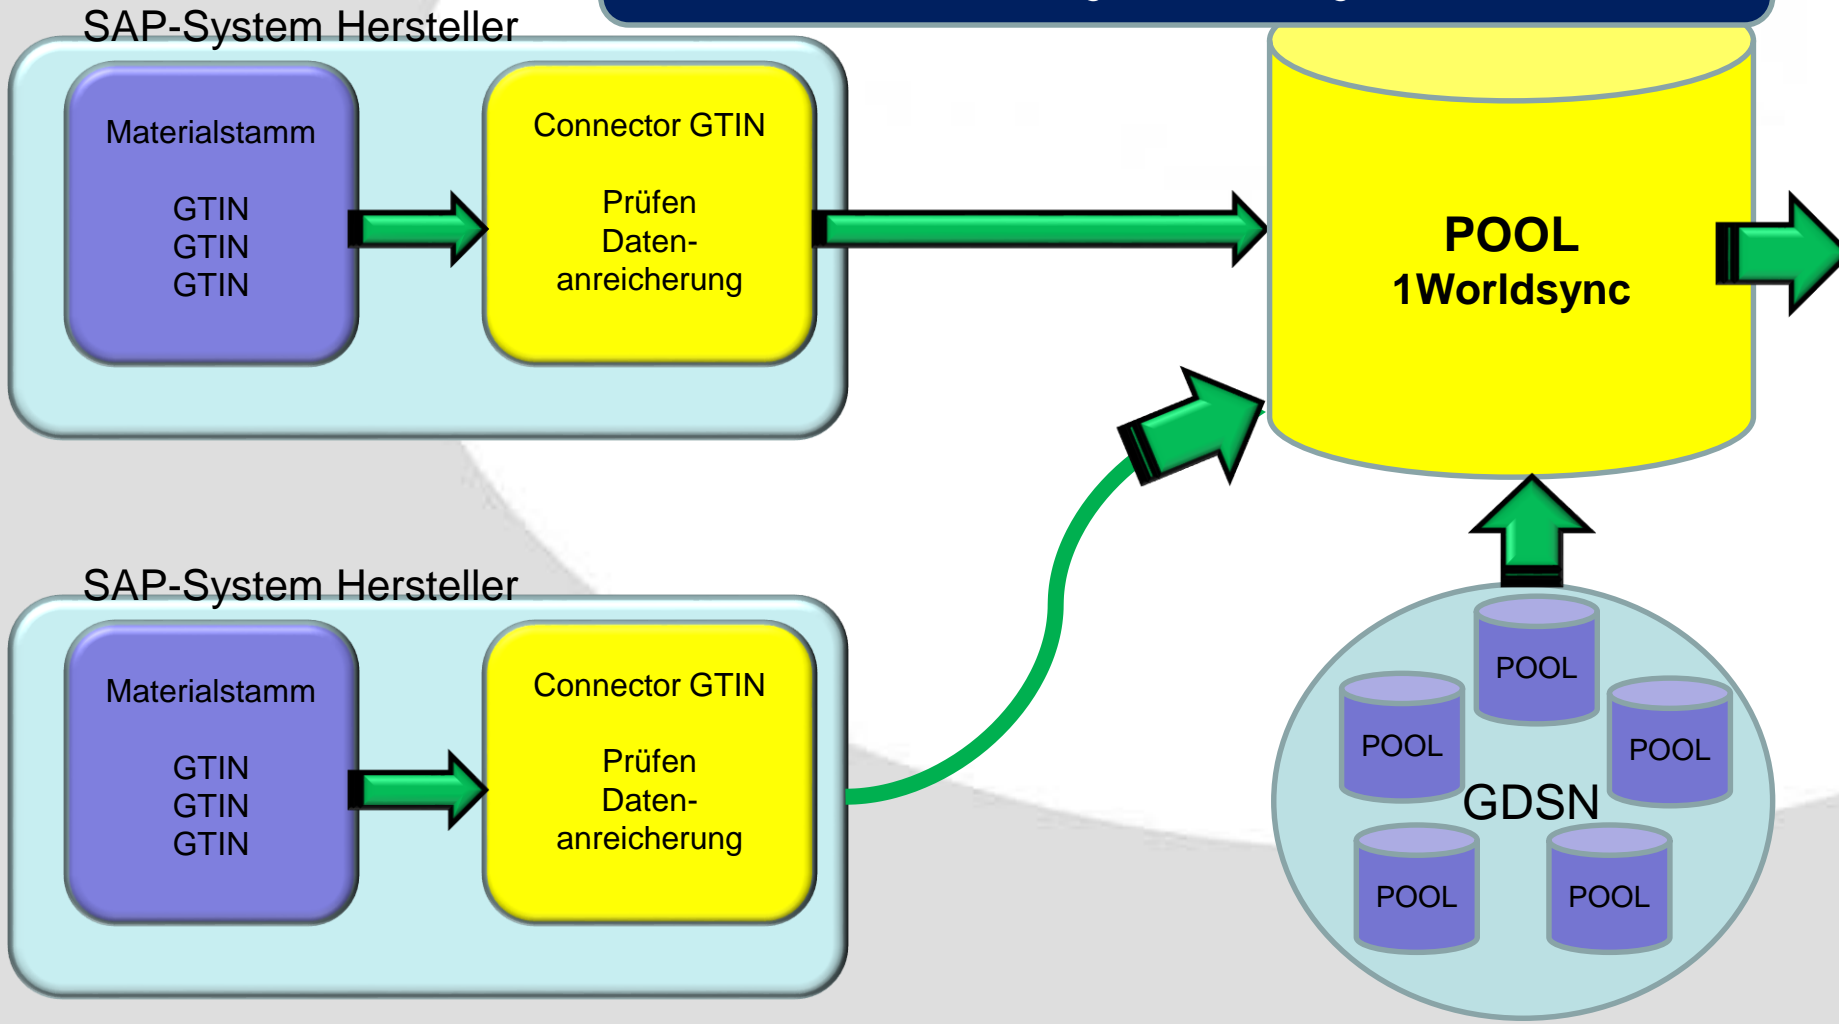 SAP-System Hersteller
Materialstamm
GTIN
GTIN
GTIN
Connector GTIN
Prüfen
Daten-
anreicherung
POOL
1Worldsync
SAP-System Hersteller
Materialstamm
GTIN
GTIN
GTIN
Connector GTIN
Prüfen
Daten-
anreicherung
POOL
POOL
POOL
GDSN
POOL
POOL